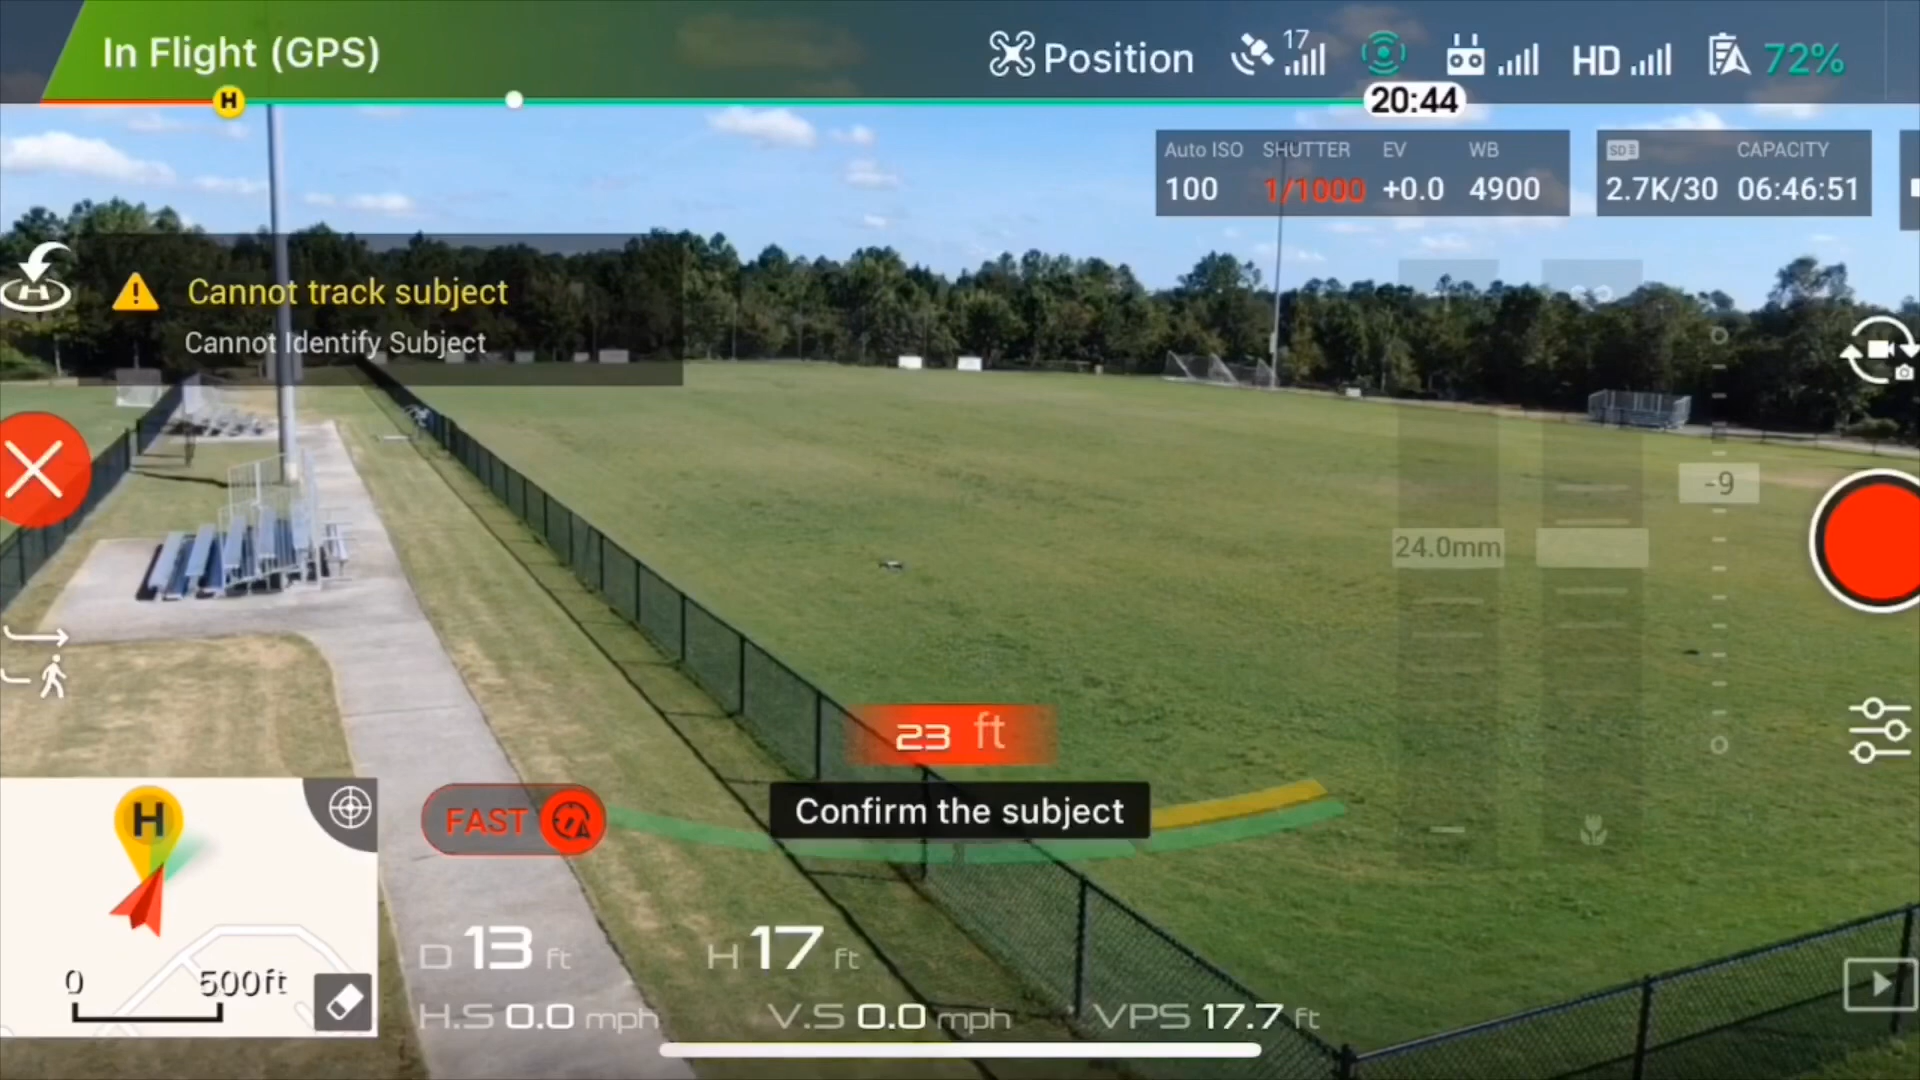 In Flight (GPS)
Position
17
HD
72%
H
20:44
Auto ISO SHUTTER EV WB
100 1/1000 +0.0 4900
SD CAPACITY
2.7K/30 06:46:51
Cannot track subject
Cannot Identify Subject
-9
24.0mm
23 ft
Confirm the subject
FAST
H
0 500ft
D 13 ft H 17 ft
H.S 0.0 mph V.S 0.0 mph VPS 17.7 ft